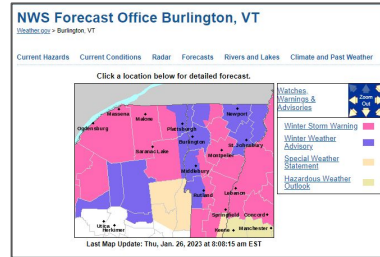 NWS Forecast Office Burlington, VT
Weather.gov > Burlington, VT
Current Hazards Current Conditions Radar Forecasts Rivers and Lakes Climate and Past Weather
Click a location below for detailed forecast.
Watches, Warnings & Advisories
Zoom Out
Winter Storm Warning
Winter Weather Advisory
Special Weather Statement
Hazardous Weather Outlook
Massena
Malone
Newport
Ogdensburg
Plattsburgh
Burlington
St. Johnsbury
Saranac Lake
Montpelier
Middlebury
Rutland
Lebanon
Springfield
Concord
Utica
Herkimer
Keene
Manchester
Last Map Update: Thu, Jan. 26, 2023 at 8:08:15 am EST